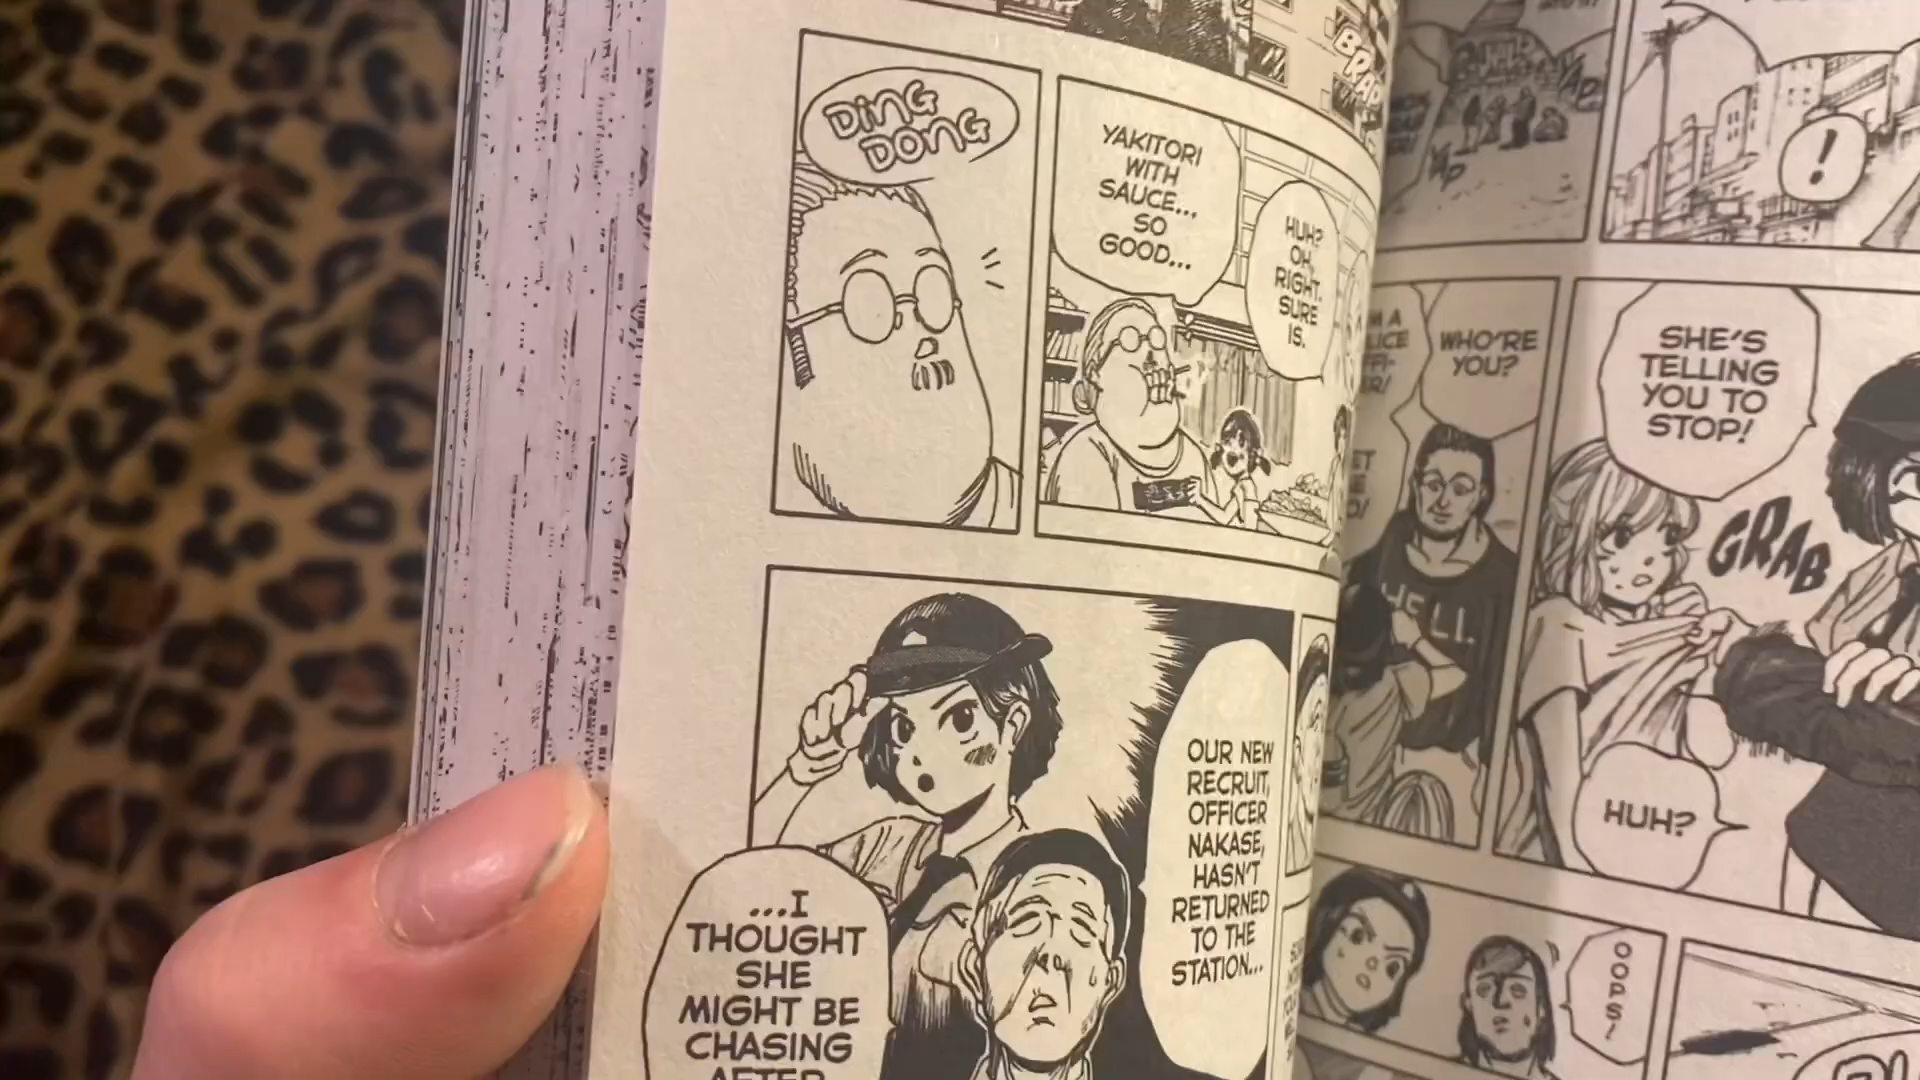 BRAP
DING
DONG
YAKITORI
WITH
SAUCE...
SO
GOOD...
HUH?
OH,
RIGHT.
SURE
IS.
OUR NEW
RECRUIT,
OFFICER
NAKASE,
HASN'T
RETURNED
TO THE
STATION...
...I
THOUGHT
SHE
MIGHT BE
CHASING
AFTER
!
SHE'S
TELLING
YOU TO
STOP!
GRAB
HUH?
WHO'RE
YOU?
OOPS!